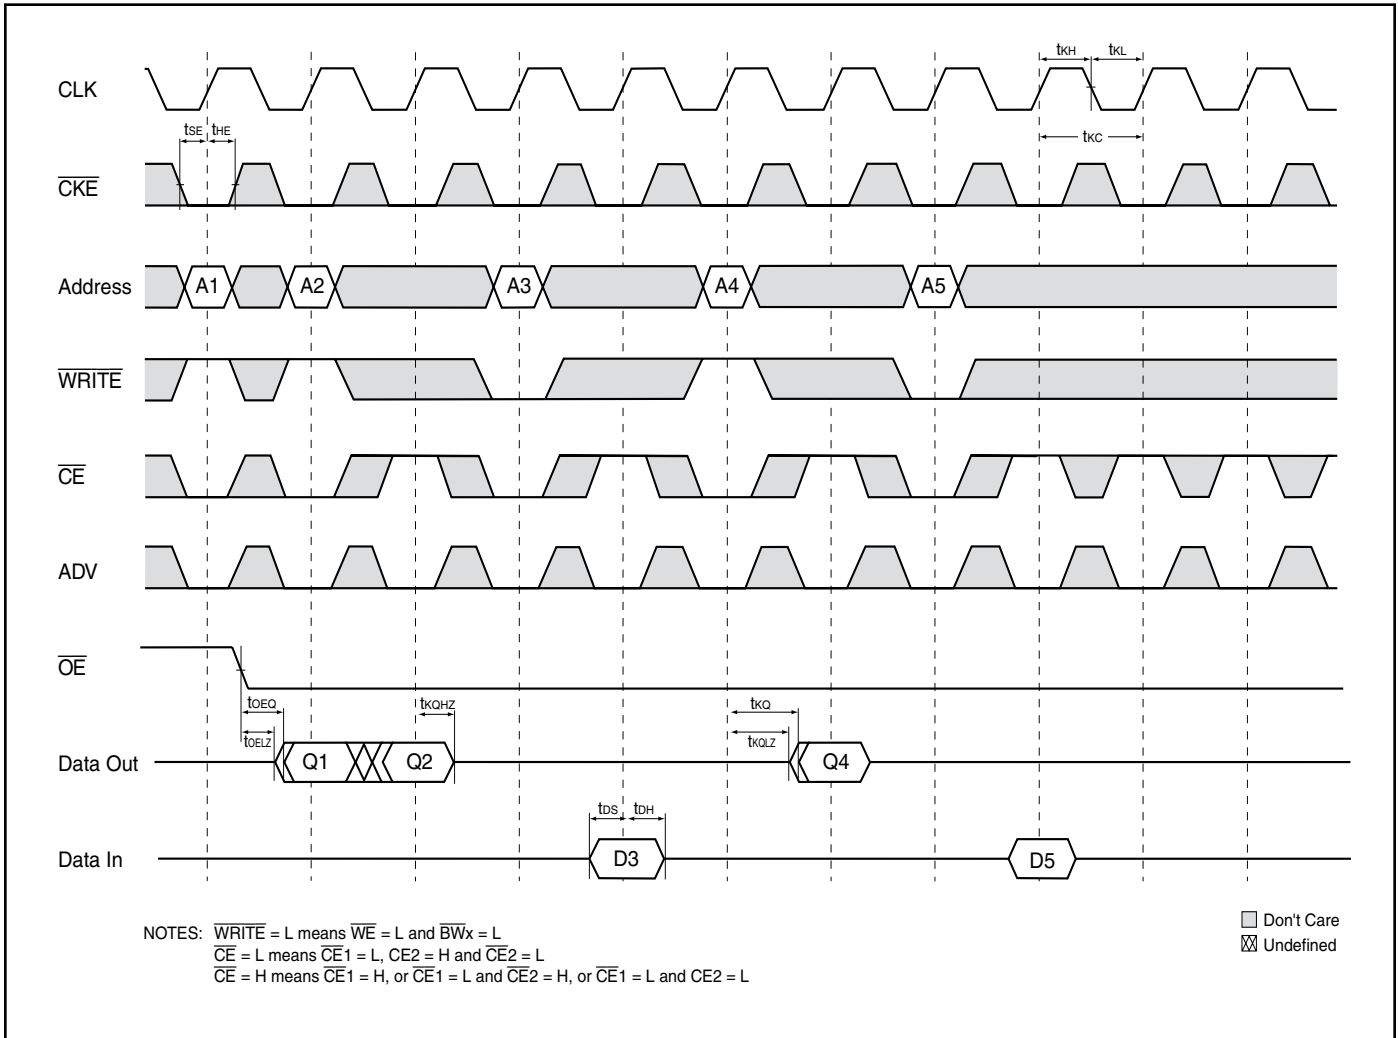 tKH tKL
CLK
tSE tHE
tKC
CKE
Address A1 A2 A3 A4 A5
WRITE
CE
ADV
OE
tOEQ tKQHZ tKQ
tOELZ tKQLZ
Data Out Q1 Q2 Q4
tDS tDH
Data In D3 D5
NOTES: WRITE = L means WE = L and BWx = L
CE = L means CE1 = L, CE2 = H and CE2 = L
CE = H means CE1 = H, or CE1 = L and CE2 = H, or CE1 = L and CE2 = L
Don't Care
Undefined